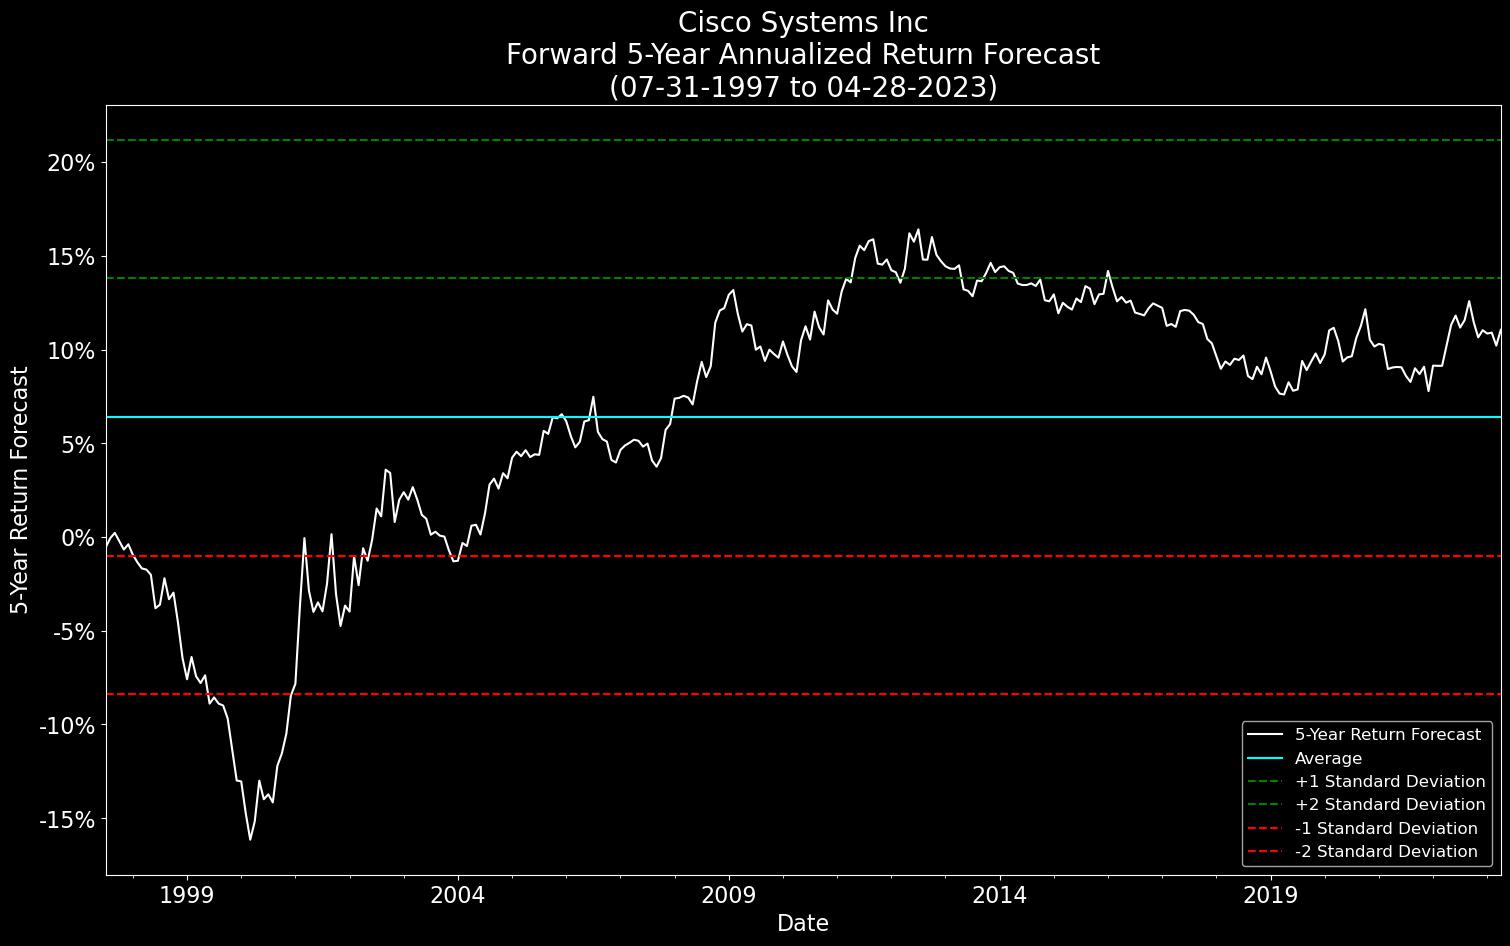 Cisco Systems Inc
Forward 5-Year Annualized Return Forecast
(07-31-1997 to 04-28-2023)
5-Year Return Forecast
20%
15%
10%
5%
0%
-5%
-10%
-15%
5-Year Return Forecast
Average
+1 Standard Deviation
+2 Standard Deviation
-1 Standard Deviation
-2 Standard Deviation
1999 2004 2009 2014 2019
Date